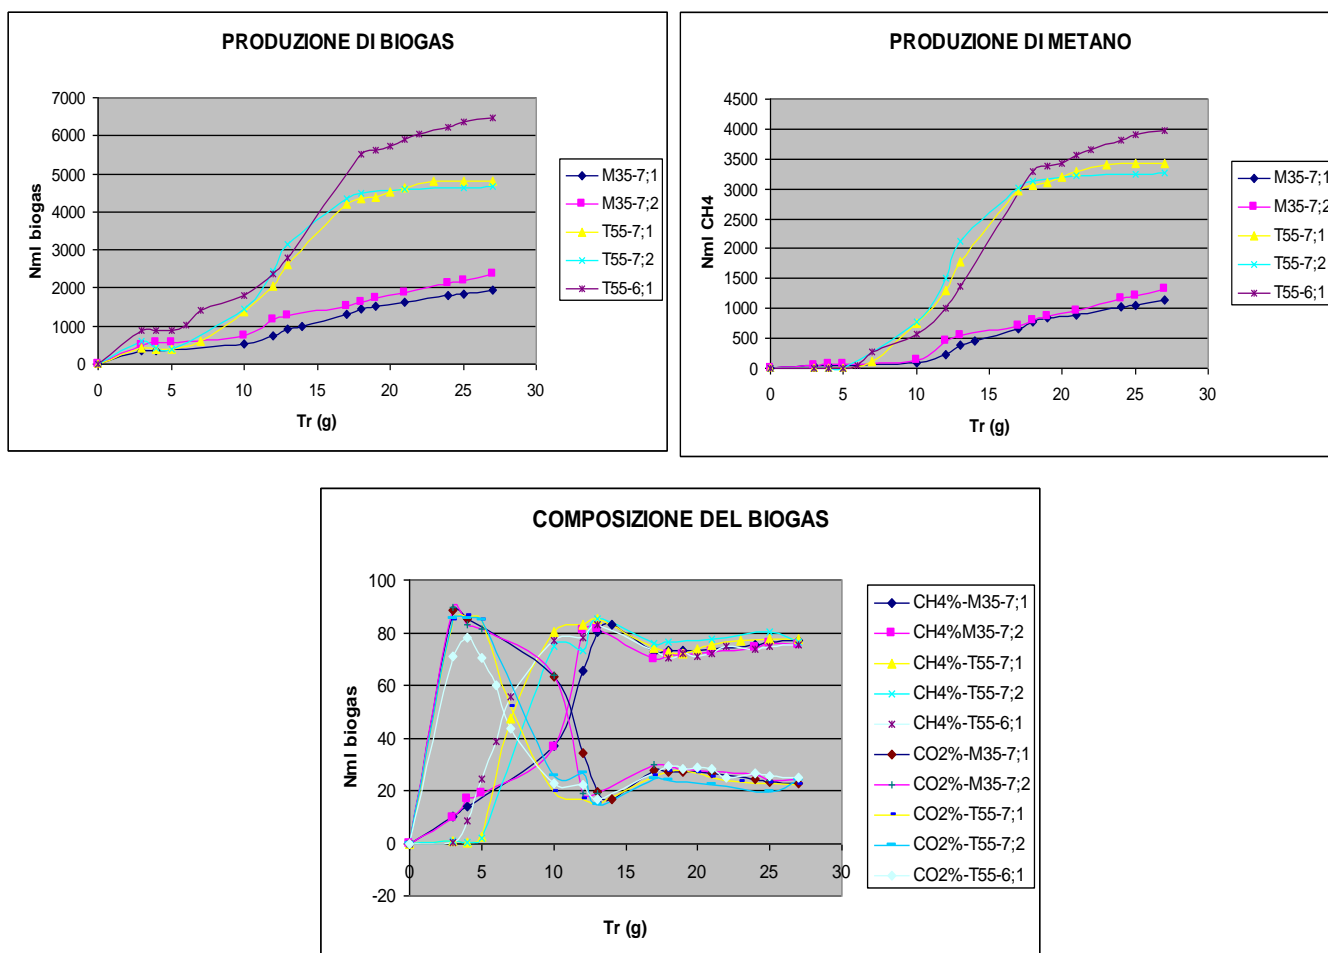 PRODUZIONE DI BIOGAS
7000
6000
5000
4000
3000
2000
1000
0
Nml biogas
0 5 10 15 20 25 30
Tr (g)
M35-7;1
M35-7;2
T55-7;1
T55-7;2
T55-6;1
PRODUZIONE DI METANO
4500
4000
3500
3000
2500
2000
1500
1000
500
0
Nml CH4
0 5 10 15 20 25 30
Tr (g)
M35-7;1
M35-7;2
T55-7;1
T55-7;2
T55-6;1
COMPOSIZIONE DEL BIOGAS
100
80
60
40
20
0
-20
Nml biogas
0 5 10 15 20 25 30
Tr (g)
CH4%-M35-7;1
CH4%M35-7;2
CH4%-T55-7;1
CH4%-T55-7;2
CH4%-T55-6;1
CO2%-M35-7;1
CO2%-M35-7;2
CO2%-T55-7;1
CO2%-T55-7;2
CO2%-T55-6;1